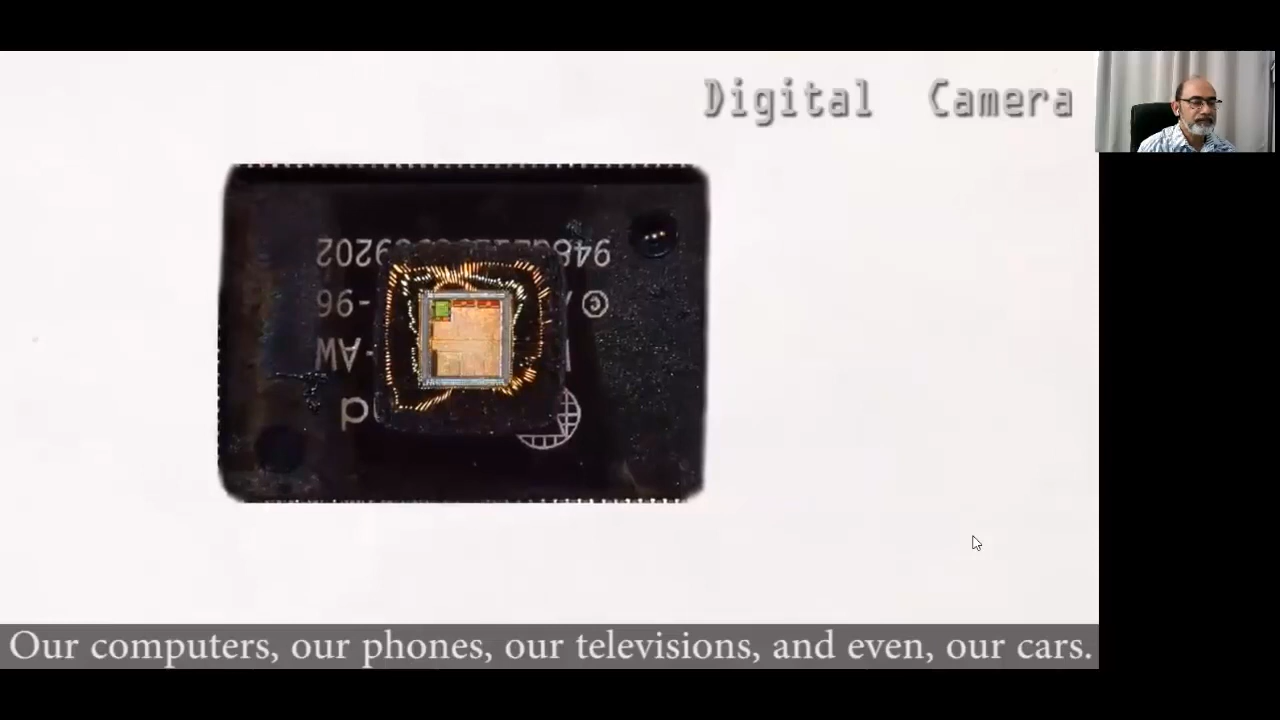 Digital Camera
Our computers, our phones, our televisions, and even, our cars.